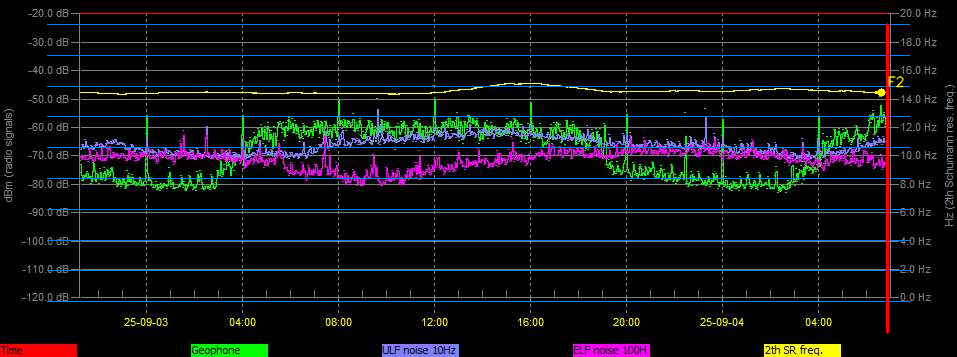 -20.0 dB 20.0 Hz
-30.0 dB 18.0 Hz
-40.0 dB 16.0 Hz
F2
-50.0 dB 14.0 Hz
-60.0 dB 12.0 Hz
-70.0 dB 10.0 Hz
-80.0 dB 8.0 Hz
-90.0 dB 6.0 Hz
-100.0 dB 4.0 Hz
-110.0 dB 2.0 Hz
-120.0 dB 0.0 Hz
dBm (radio signals)
Hz (2th Schumann res. freq.)
25-09-03 04:00 08:00 12:00 16:00 20:00 25-09-04 04:00
Time Geophone ULF noise 10Hz ELF noise 100H 2th SR freq.